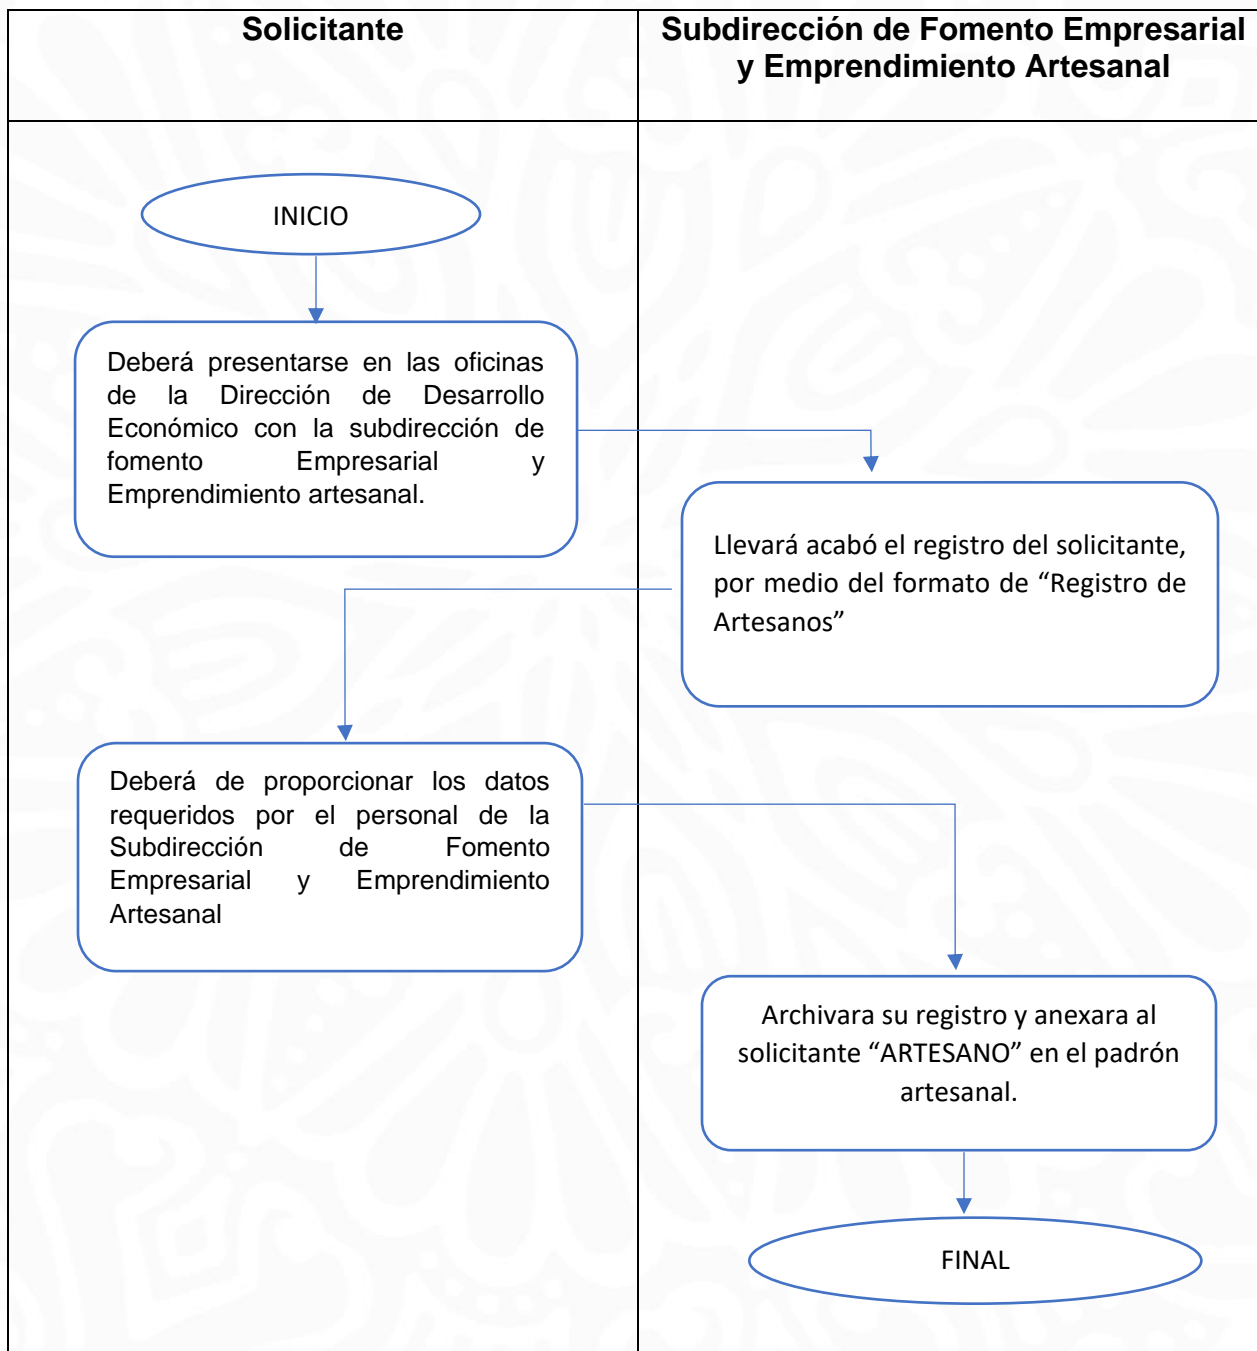 Solicitante
Subdirección de Fomento Empresarial
y Emprendimiento Artesanal
INICIO
Deberá presentarse en las oficinas
de la Dirección de Desarrollo
Económico con la subdirección de
fomento Empresarial y
Emprendimiento artesanal.
Llevará acabó el registro del solicitante,
por medio del formato de “Registro de
Artesanos”
Deberá de proporcionar los datos
requeridos por el personal de la
Subdirección de Fomento
Empresarial y Emprendimiento
Artesanal
Archivara su registro y anexara al
solicitante “ARTESANO” en el padrón
artesanal.
FINAL